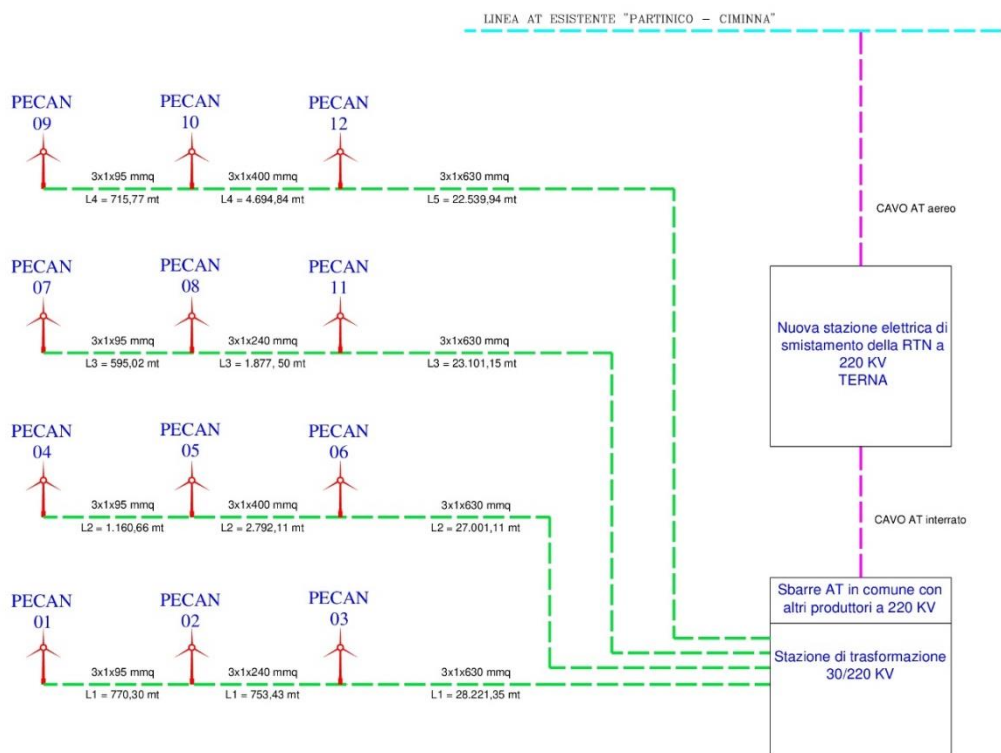 LINEA AT ESISTENTE "PARTINICO – CIMINNA"
PECAN
09
PECAN
10
PECAN
12
3x1x95 mmq
3x1x400 mmq
3x1x630 mmq
L4 = 715,77 mt
L4 = 4.694,84 mt
L5 = 22.539,94 mt
CAVO AT aereo
PECAN
07
PECAN
08
PECAN
11
3x1x95 mmq
3x1x240 mmq
3x1x630 mmq
L3 = 595,02 mt
L3 = 1.877, 50 mt
L3 = 23.101,15 mt
Nuova stazione elettrica di
smistamento della RTN a
220 KV
TERNA
PECAN
04
PECAN
05
PECAN
06
3x1x95 mmq
3x1x400 mmq
3x1x630 mmq
L2 = 1.160,66 mt
L2 = 2.792,11 mt
L2 = 27.001,11 mt
CAVO AT interrato
PECAN
01
PECAN
02
PECAN
03
3x1x95 mmq
3x1x240 mmq
3x1x630 mmq
L1 = 770,30 mt
L1 = 753,43 mt
L1 = 28.221,35 mt
Sbarre AT in comune con
altri produttori a 220 KV
Stazione di trasformazione
30/220 KV